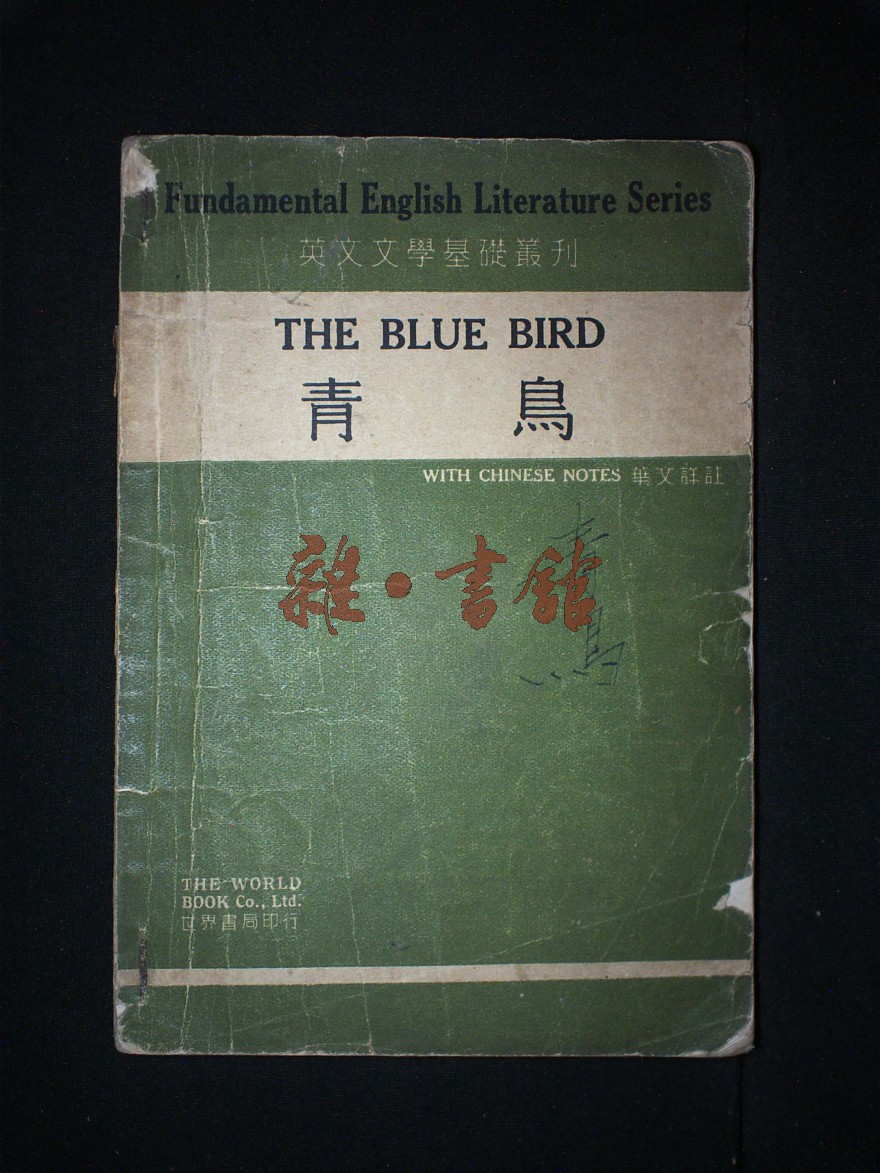 Fundamental English Literature Series
英文文學基礎叢刊
THE BLUE BIRD
青鳥
WITH CHINESE NOTES 華文詳註
雜·書館
青鳥
THE WORLD
BOOK Co., Ltd.
世界書局印行